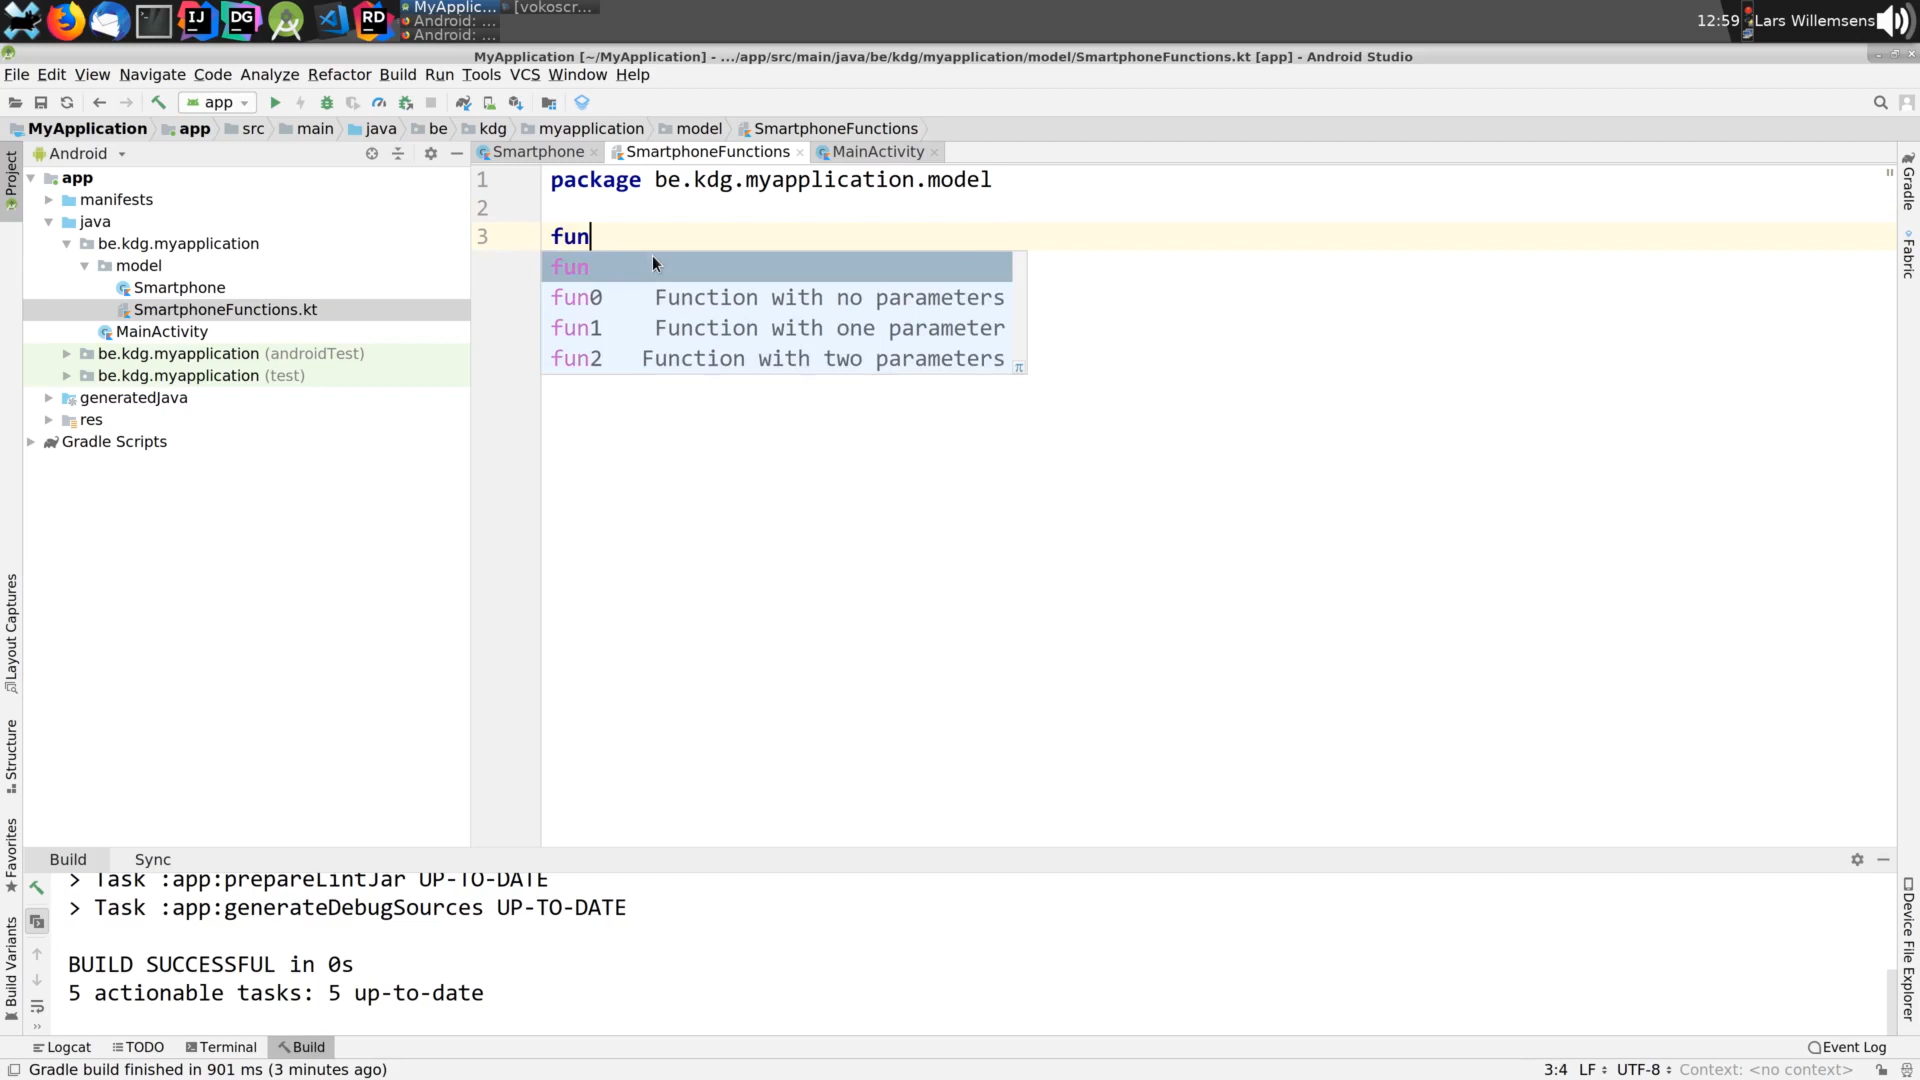 IJ
DG
RD
MyApplic...
Android: ...
Android: ...
[vokoscr...
12:59
Lars Willemsens
MyApplication [~/MyApplication] - .../app/src/main/java/be/kdg/myapplication/model/SmartphoneFunctions.kt [app] - Android Studio
File Edit View Navigate Code Analyze Refactor Build Run Tools VCS Window Help
app
MyApplication app src main java be kdg myapplication model SmartphoneFunctions
Project
Android
Smartphone SmartphoneFunctions MainActivity
app
manifests
java
be.kdg.myapplication
model
Smartphone
SmartphoneFunctions.kt
MainActivity
be.kdg.myapplication (androidTest)
be.kdg.myapplication (test)
generatedJava
res
Gradle Scripts
1 package be.kdg.myapplication.model
2
3 fun
fun
fun0 Function with no parameters
fun1 Function with one parameter
fun2 Function with two parameters
π
Gradle
Fabric
Layout Captures
Structure
Favorites
Build Variants
Device File Explorer
Build Sync
> Task :app:prepareLintJar UP-TO-DATE
> Task :app:generateDebugSources UP-TO-DATE
BUILD SUCCESSFUL in 0s
5 actionable tasks: 5 up-to-date
Logcat TODO Terminal Build Event Log
Gradle build finished in 901 ms (3 minutes ago) 3:4 LF UTF-8 Context: <no context>